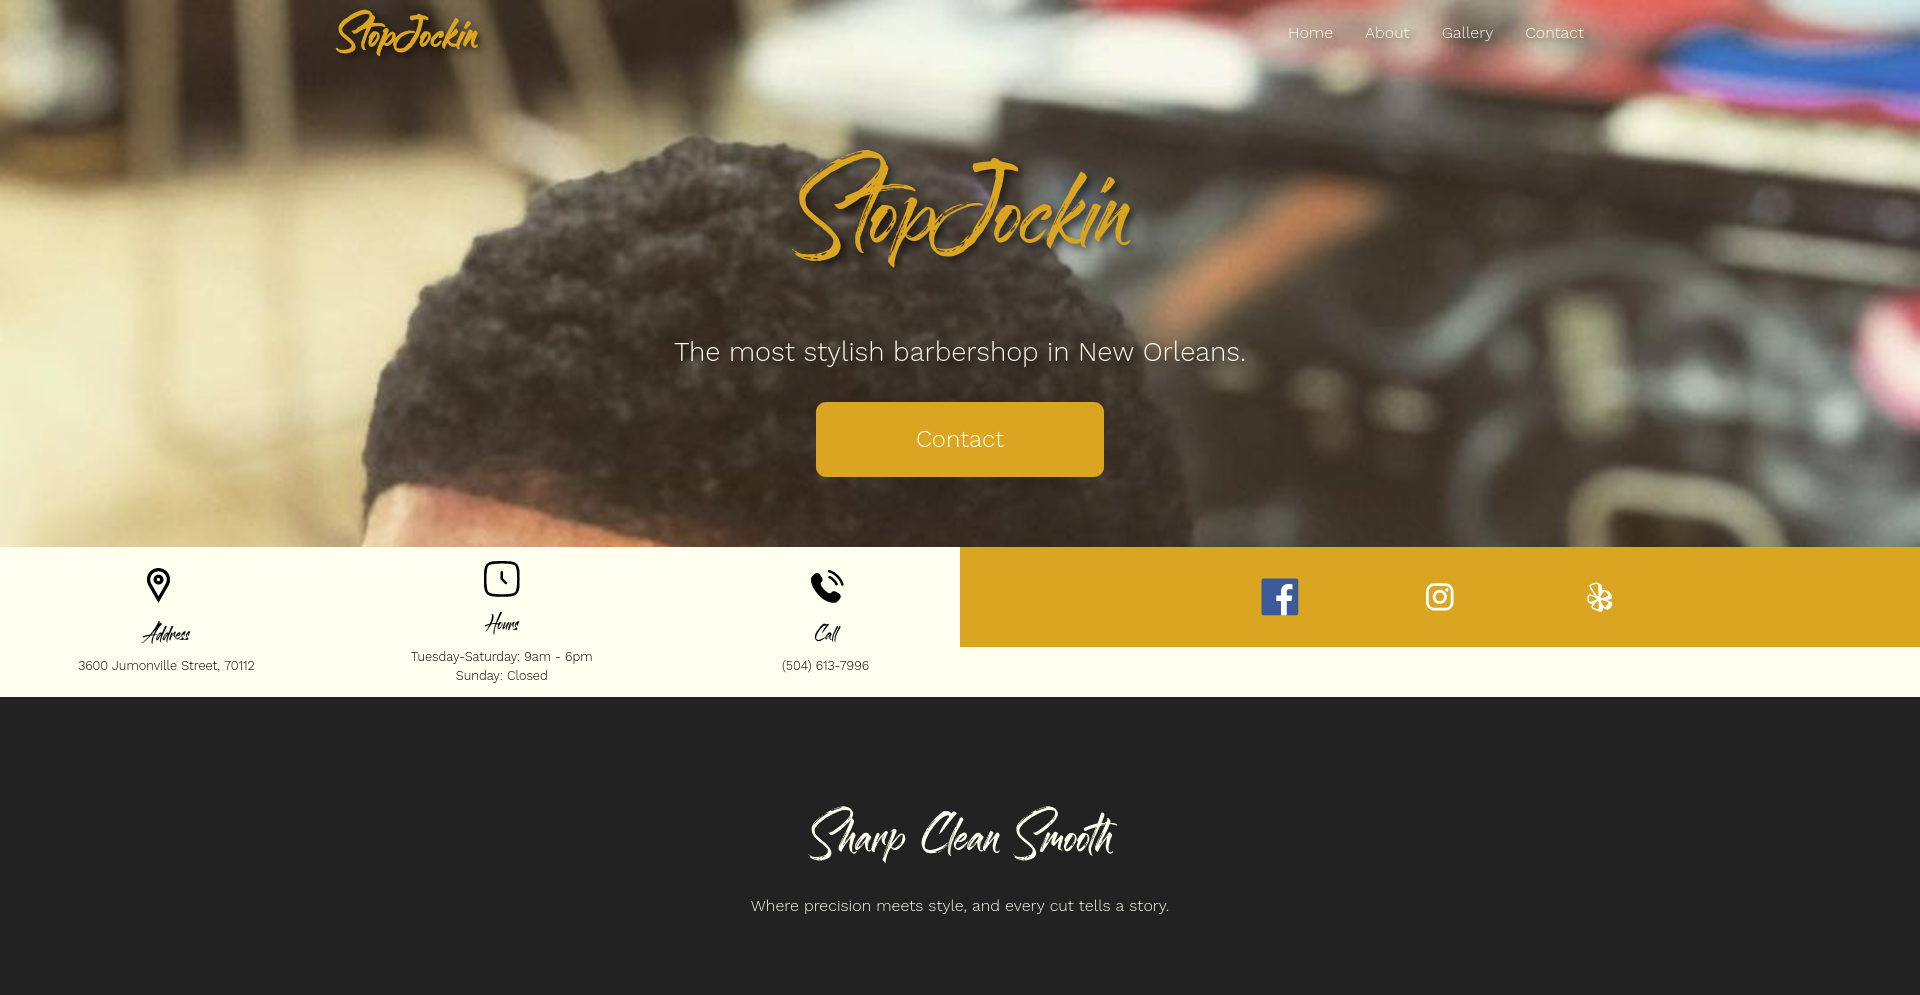 StopJockin
Home About Gallery Contact
StopJockin
The most stylish barbershop in New Orleans.
Contact
Address
3600 Jumonville Street, 70112
Hours
Tuesday-Saturday: 9am - 6pm
Sunday: Closed
Call
(504) 613-7996
Sharp Clean Smooth
Where precision meets style, and every cut tells a story.